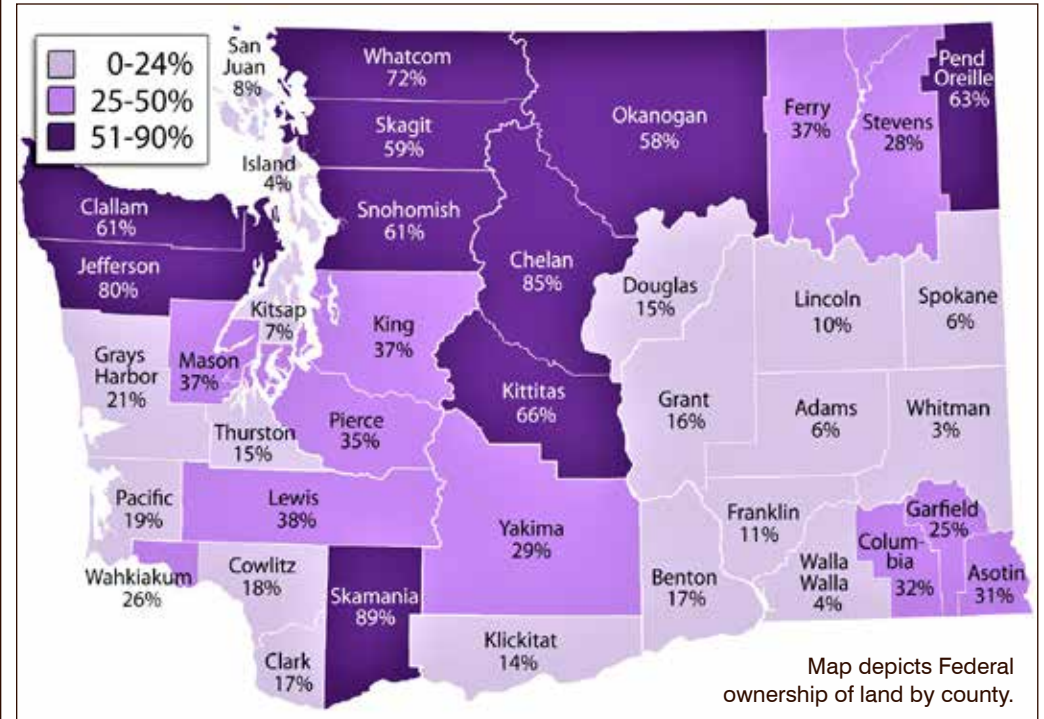 0-24%
25-50%
51-90%
San
Juan
8%
Whatcom
72%
Skagit
59%
Island
4%
Snohomish
61%
Okanogan
58%
Ferry
37%
Stevens
28%
Pend
Oreille
63%
Clallam
61%
Jefferson
80%
Chelan
85%
Douglas
15%
Lincoln
10%
Spokane
6%
Kitsap
7%
King
37%
Grays
Harbor
21%
Mason
37%
Kittitas
66%
Grant
16%
Adams
6%
Whitman
3%
Thurston
15%
Pierce
35%
Pacific
19%
Lewis
38%
Yakima
29%
Franklin
11%
Garfield
25%
Colum-
bia
32%
Asotin
31%
Walla
Walla
4%
Benton
17%
Wahkiakum
26%
Cowlitz
18%
Skamania
89%
Klickitat
14%
Clark
17%
Map depicts Federal
ownership of land by county.